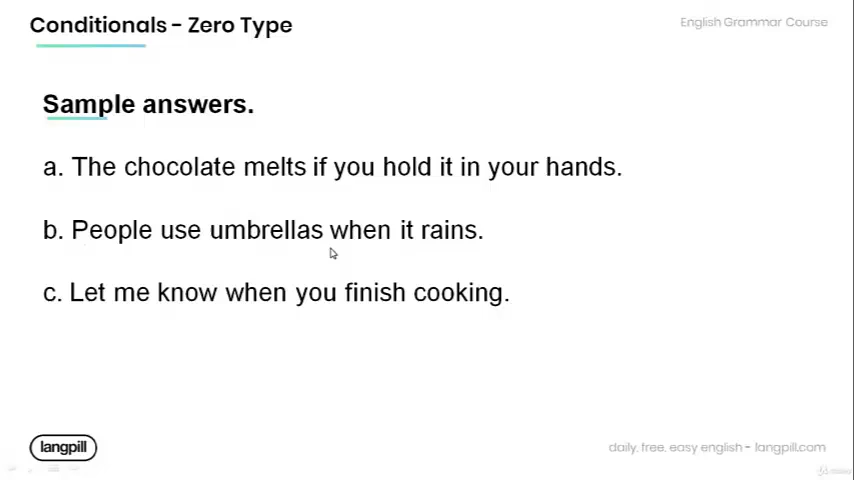 Conditionals - Zero Type
English Grammar Course
Sample answers.
a. The chocolate melts if you hold it in your hands.
b. People use umbrellas when it rains.
c. Let me know when you finish cooking.
langpill
daily, free, easy english - langpill.com